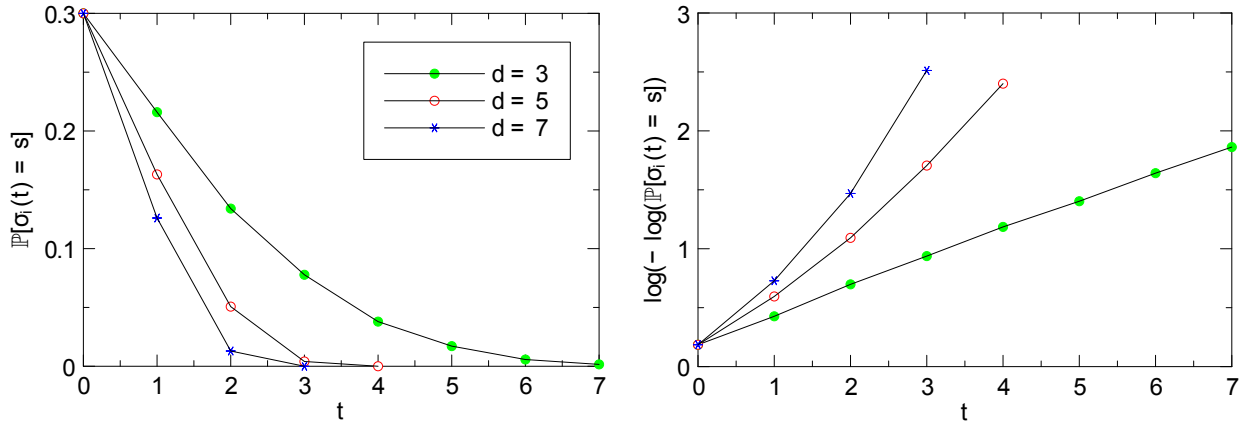 0.3
0.2
0.1
0
ℙ[σᵢ(t) = s]
d = 3
d = 5
d = 7
0 1 2 3 4 5 6 7
t
3
2
1
0
log(− log(ℙ[σᵢ(t) = s])
0 1 2 3 4 5 6 7
t